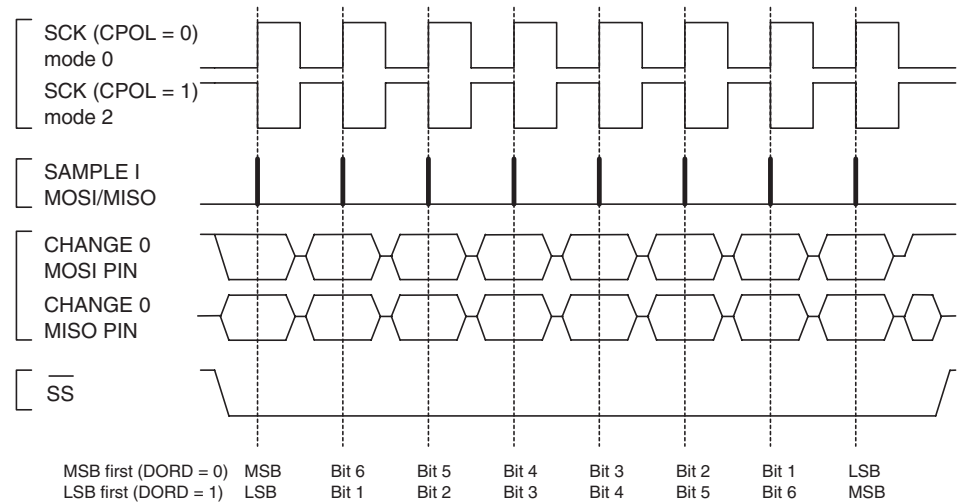 SCK (CPOL = 0)
mode 0
SCK (CPOL = 1)
mode 2
SAMPLE I
MOSI/MISO
CHANGE 0
MOSI PIN
CHANGE 0
MISO PIN
SS
MSB first (DORD = 0) MSB Bit 6 Bit 5 Bit 4 Bit 3 Bit 2 Bit 1 LSB
LSB first (DORD = 1) LSB Bit 1 Bit 2 Bit 3 Bit 4 Bit 5 Bit 6 MSB